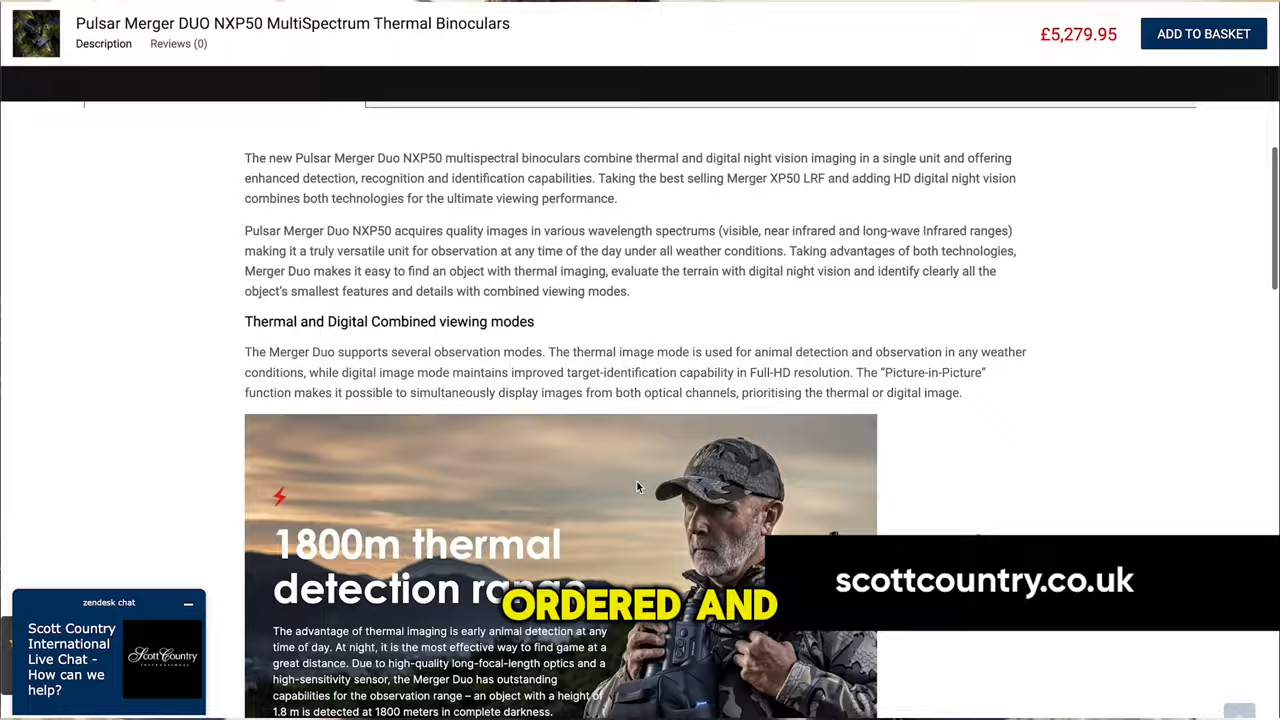 Pulsar Merger DUO NXP50 MultiSpectrum Thermal Binoculars
Description Reviews (0)
£5,279.95
ADD TO BASKET
The new Pulsar Merger Duo NXP50 multispectral binoculars combine thermal and digital night vision imaging in a single unit and offering
enhanced detection, recognition and identification capabilities. Taking the best selling Merger XP50 LRF and adding HD digital night vision
combines both technologies for the ultimate viewing performance.
Pulsar Merger Duo NXP50 acquires quality images in various wavelength spectrums (visible, near infrared and long-wave Infrared ranges)
making it a truly versatile unit for observation at any time of the day under all weather conditions. Taking advantages of both technologies,
Merger Duo makes it easy to find an object with thermal imaging, evaluate the terrain with digital night vision and identify clearly all the
object's smallest features and details with combined viewing modes.
Thermal and Digital Combined viewing modes
The Merger Duo supports several observation modes. The thermal image mode is used for animal detection and observation in any weather
conditions, while digital image mode maintains improved target-identification capability in Full-HD resolution. The “Picture-in-Picture”
function makes it possible to simultaneously display images from both optical channels, prioritising the thermal or digital image.
1800m thermal
detection range
The advantage of thermal imaging is early animal detection at any
time of day. At night, it is the most effective way to find game at a
great distance. Due to high-quality long-focal-length optics and a
high-sensitivity sensor, the Merger Duo has outstanding
capabilities for the observation range – an object with a height of
1.8 m is detected at 1800 meters in complete darkness.
ORDERED AND
scottcountry.co.uk
zendesk chat
Scott Country
International
Live Chat -
How can we
help?
Scott Country
INTERNATIONAL